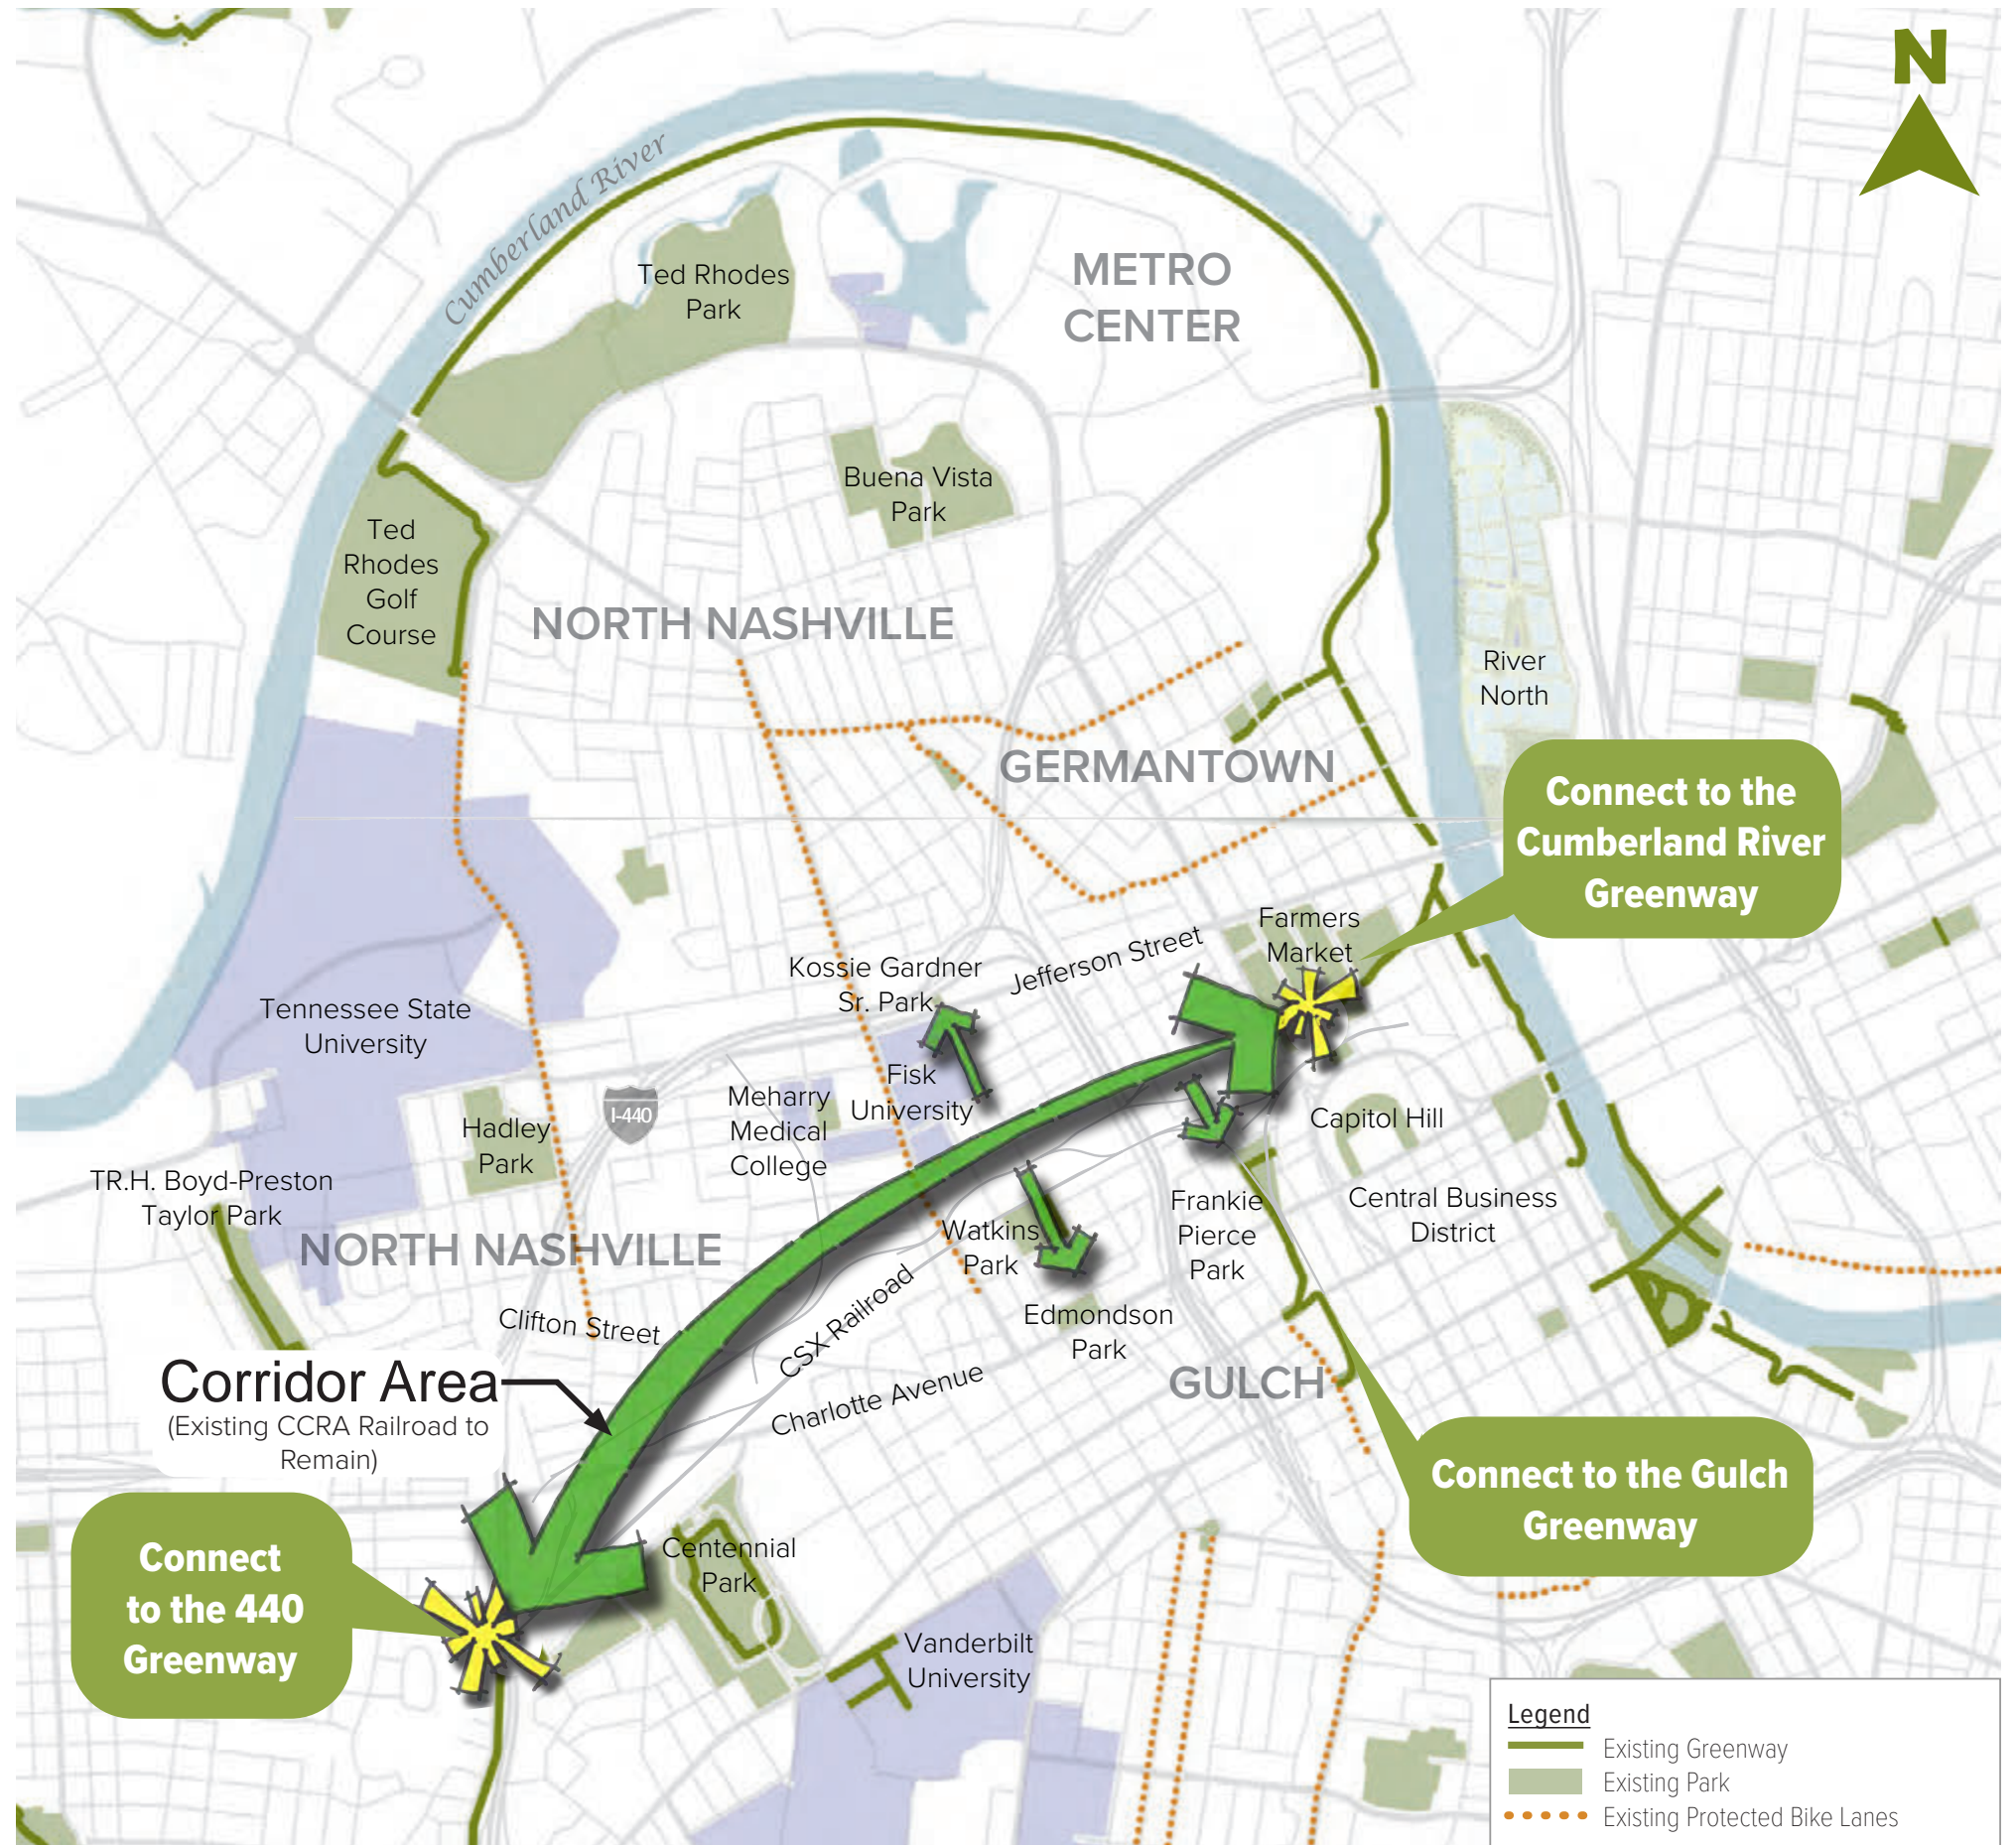 N
Cumberland River
Ted Rhodes
Park
METRO
CENTER
Buena Vista
Park
Ted
Rhodes
Golf
Course
NORTH NASHVILLE
River
North
GERMANTOWN
Connect to the
Cumberland River
Greenway
Farmers
Market
Jefferson Street
Kossie Gardner
Sr. Park
Tennessee State
University
Fisk
University
Meharry
Medical
College
I-440
Hadley
Park
Capitol Hill
TR.H. Boyd-Preston
Taylor Park
Frankie
Pierce
Park
Central Business
District
NORTH NASHVILLE
Watkins
Park
Clifton Street
CSX Railroad
Edmondson
Park
Charlotte Avenue
GULCH
Corridor Area
(Existing CCRA Railroad to
Remain)
Connect to the Gulch
Greenway
Connect
to the 440
Greenway
Centennial
Park
Vanderbilt
University
Legend
Existing Greenway
Existing Park
Existing Protected Bike Lanes